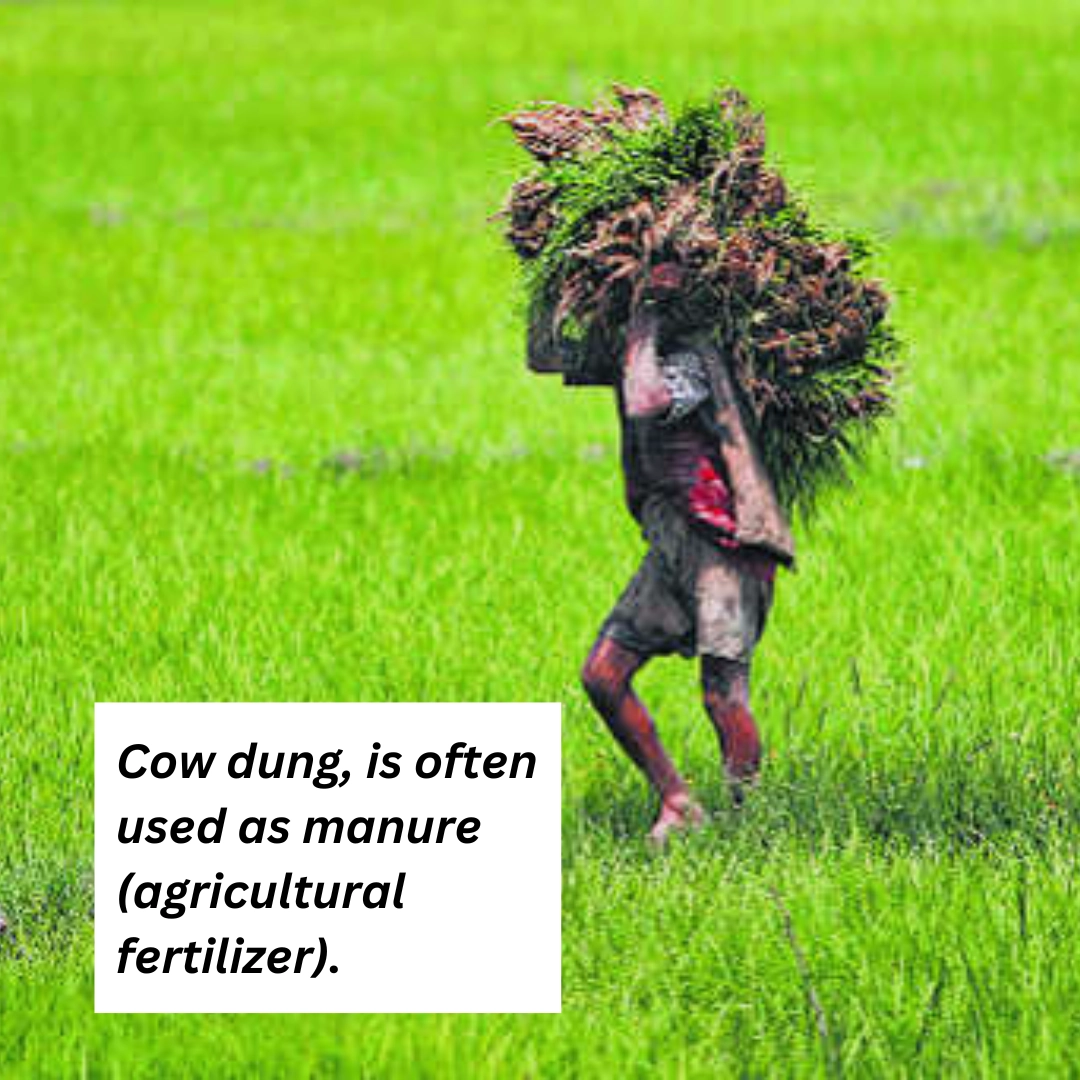 Cow dung, is often
used as manure
(agricultural
fertilizer).